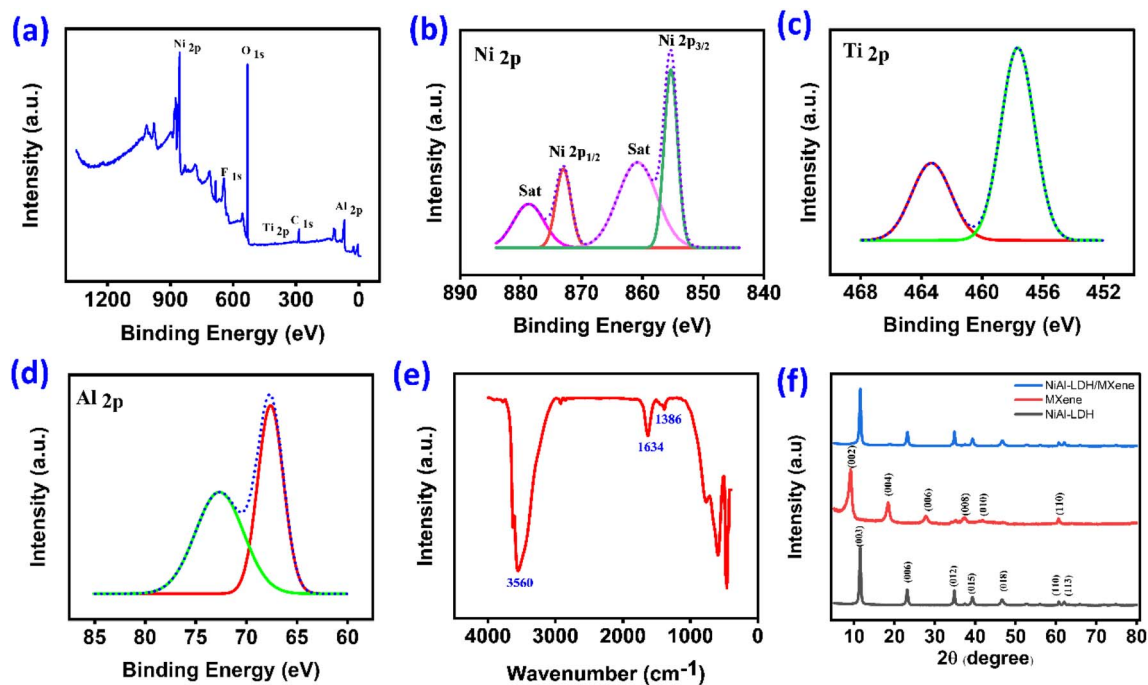 (a)
Ni 2p
O 1s
F 1s
Ti 2p
C 1s
Al 2p
Intensity (a.u.)
1200 900 600 300 0
Binding Energy (eV)
(b)
Ni 2p
Ni 2p3/2
Ni 2p1/2
Sat
Sat
Intensity (a.u.)
890 880 870 860 850 840
Binding Energy (eV)
(c)
Ti 2p
Intensity (a.u.)
468 464 460 456 452
Binding Energy (eV)
(d)
Al 2p
Intensity (a.u.)
85 80 75 70 65 60
Binding Energy (eV)
(e)
1386
1634
3560
Intensity (a.u.)
4000 3000 2000 1000 0
Wavenumber (cm-1)
(f)
NiAl-LDH/MXene
MXene
NiAl-LDH
(002)
(004)
(006)
(008)
(010)
(110)
(003)
(006)
(012)
(015)
(018)
(110)
(113)
Intensity (a.u)
10 20 30 40 50 60 70 80
2θ (degree)